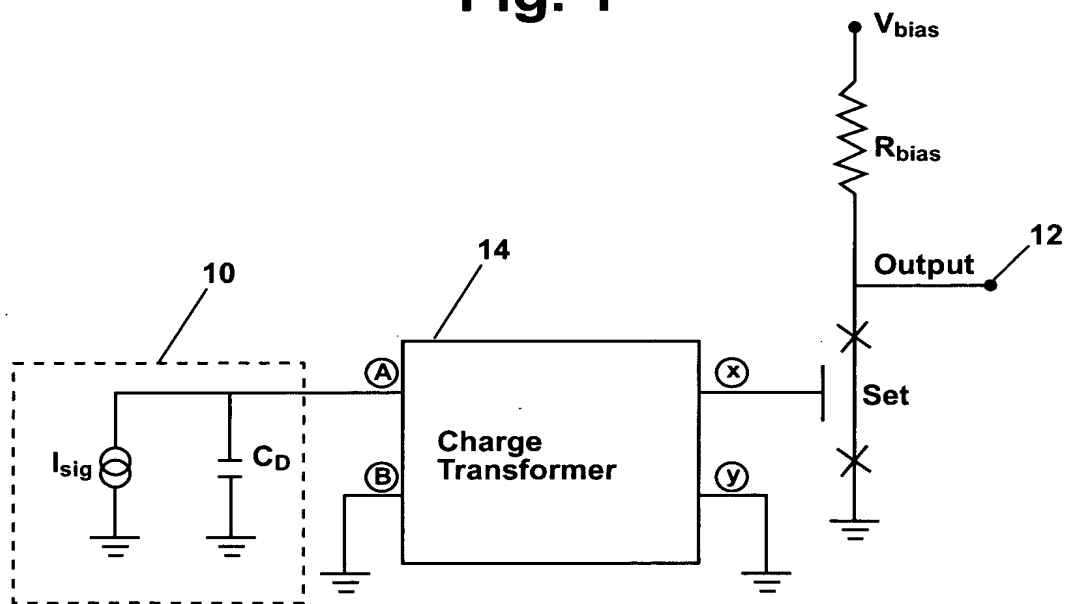 Fig. 1
Vbias
Rbias
12
Output
14
10
A
x
Set
Isig
CD
Charge
Transformer
B
y